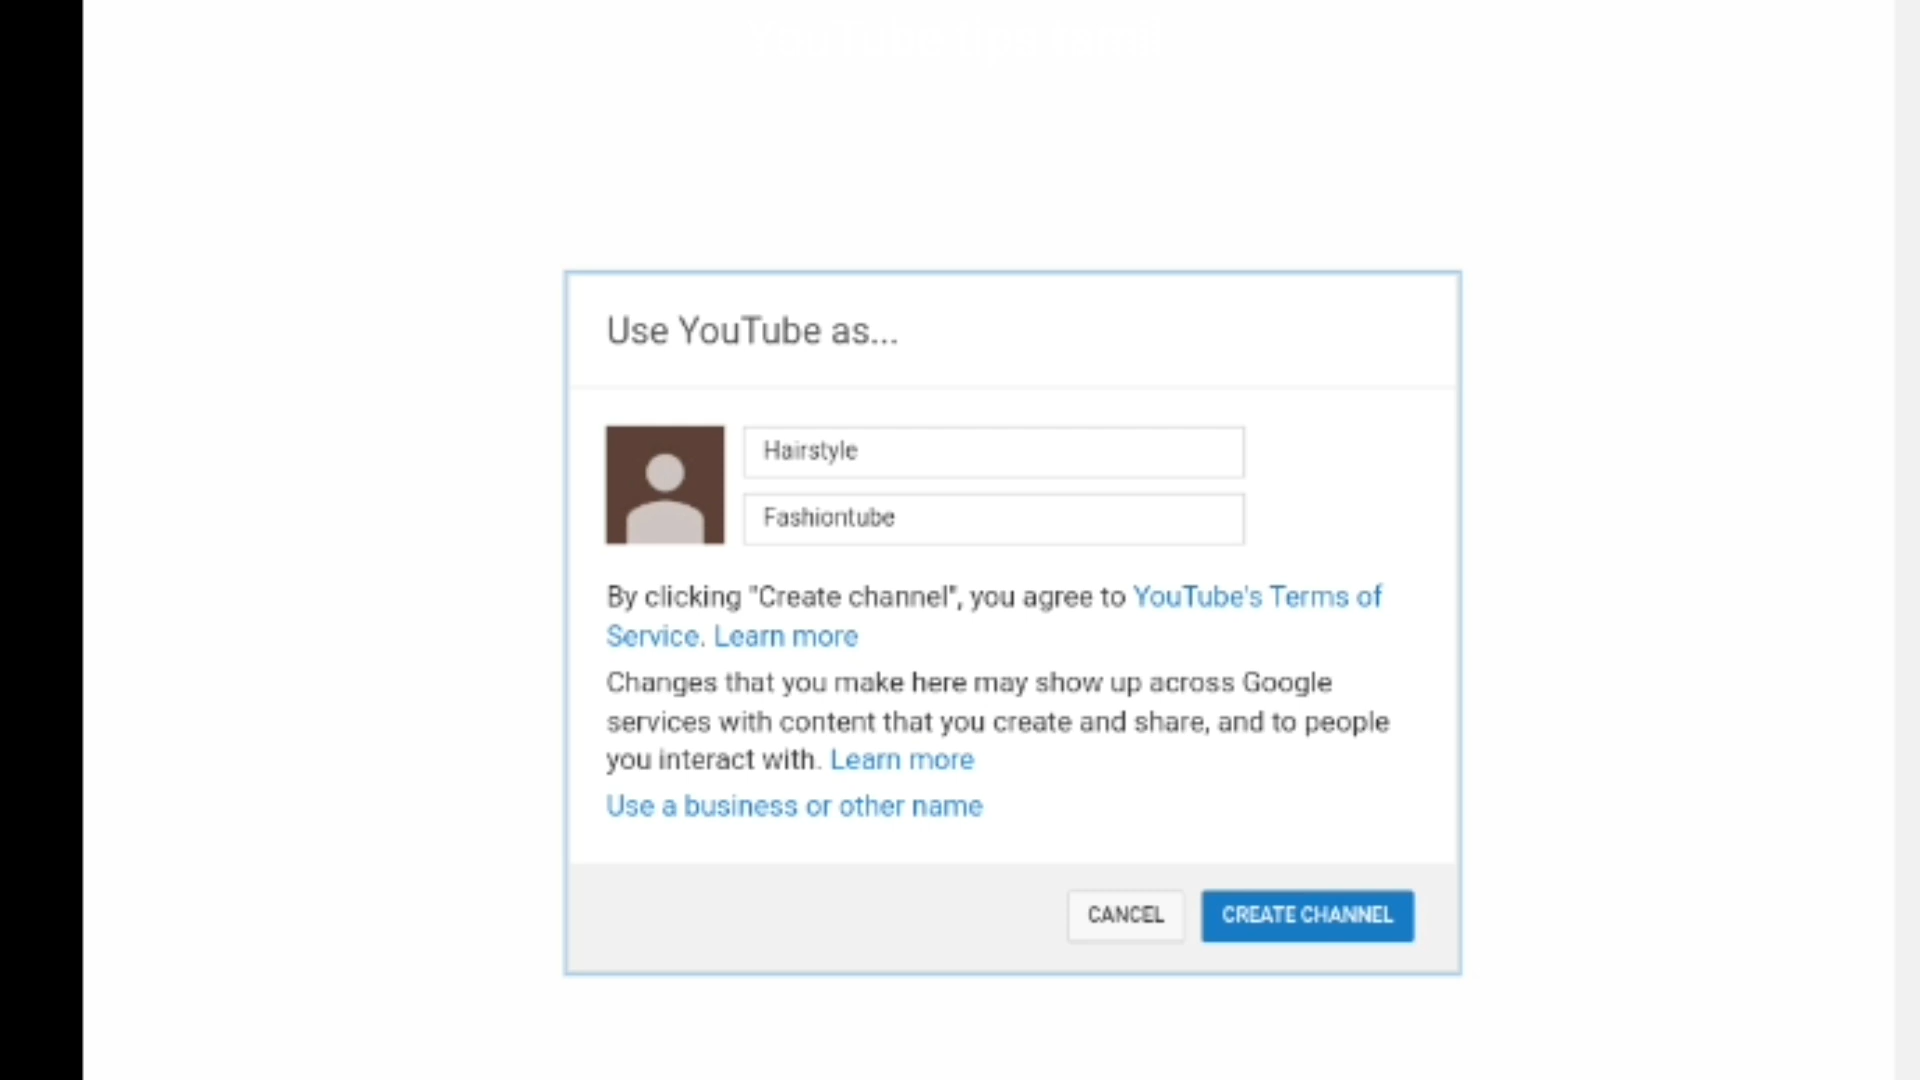 Use YouTube as...
Hairstyle
Fashiontube
By clicking "Create channel", you agree to YouTube's Terms of
Service. Learn more
Changes that you make here may show up across Google
services with content that you create and share, and to people
you interact with. Learn more
Use a business or other name
CANCEL
CREATE CHANNEL